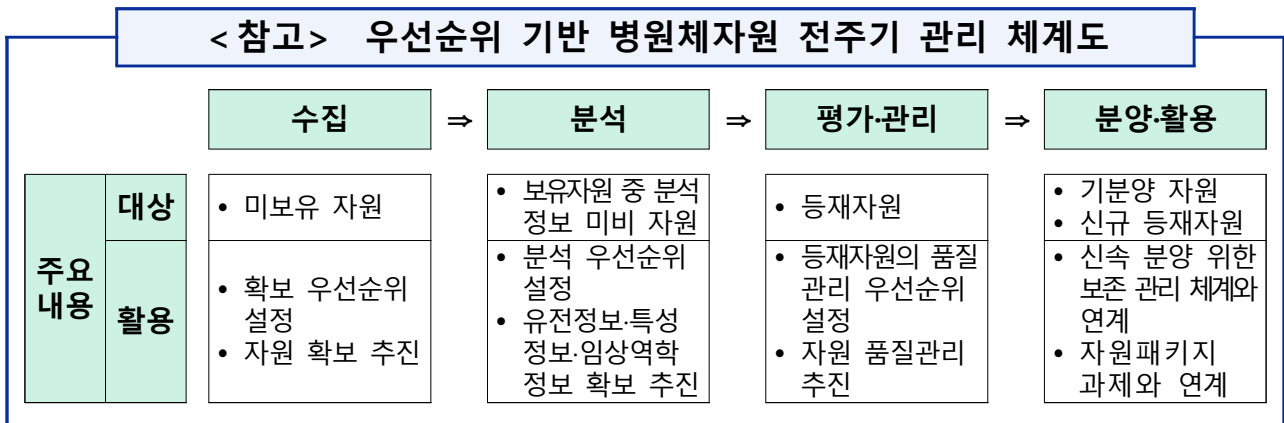 <참고> 우선순위 기반 병원체자원 전주기 관리 체계도
수집 ⇒ 분석 ⇒ 평가·관리 ⇒ 분양·활용
주요
내용
대상
• 미보유 자원
• 보유자원 중 분석
정보 미비 자원
• 등재자원
• 기분양 자원
• 신규 등재자원
활용
• 확보 우선순위
설정
• 자원 확보 추진
• 분석 우선순위
설정
• 유전정보·특성
정보·임상역학
정보 확보 추진
• 등재자원의 품질
관리 우선순위
설정
• 자원 품질관리
추진
• 신속 분양 위한
보존 관리 체계와
연계
• 자원패키지
과제와 연계